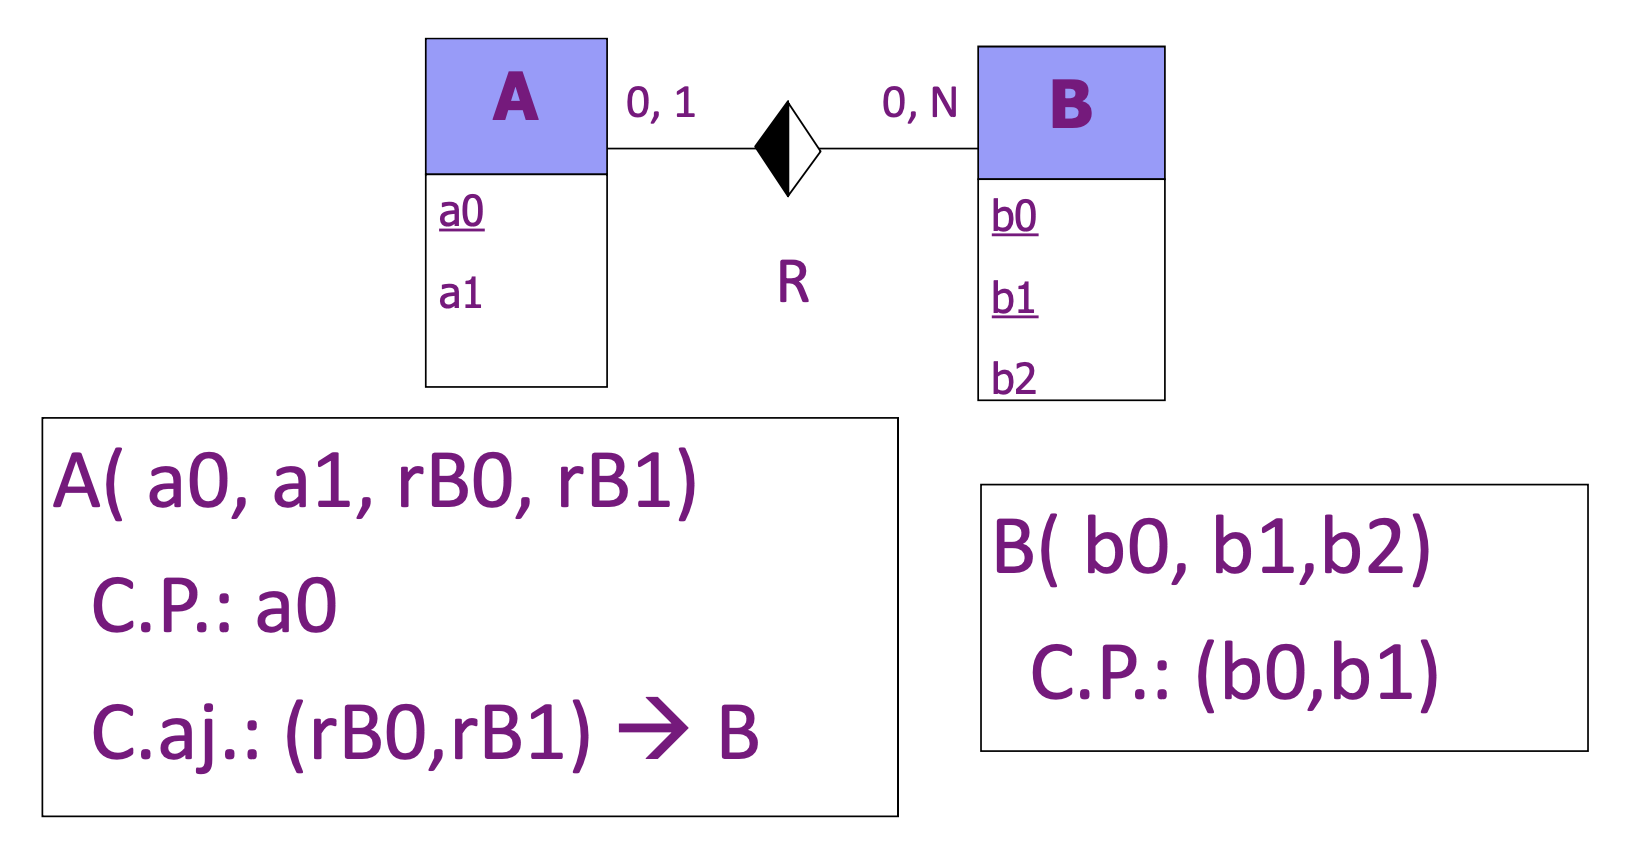 A
0, 1
0, N
B
a0
a1
R
b0
b1
b2
A( a0, a1, rB0, rB1)
C.P.: a0
C.aj.: (rB0,rB1) → B
B( b0, b1,b2)
C.P.: (b0,b1)